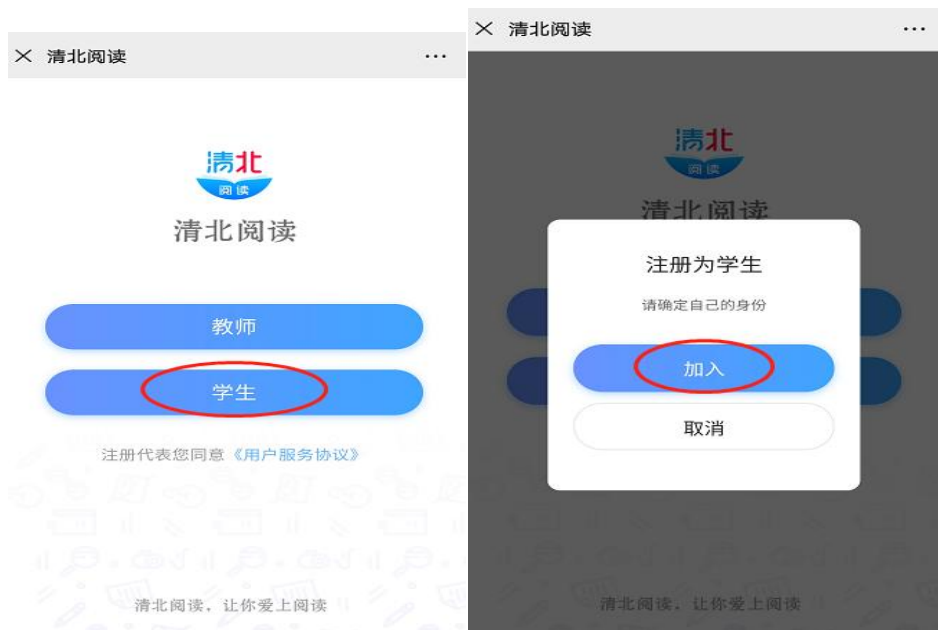 清北阅读
清北
阅读
清北阅读
教师
学生
注册代表您同意《用户服务协议》
清北阅读，让你爱上阅读
清北阅读
清北
阅读
清北阅读
注册为学生
请确定自己的身份
加入
取消
清北阅读，让你爱上阅读